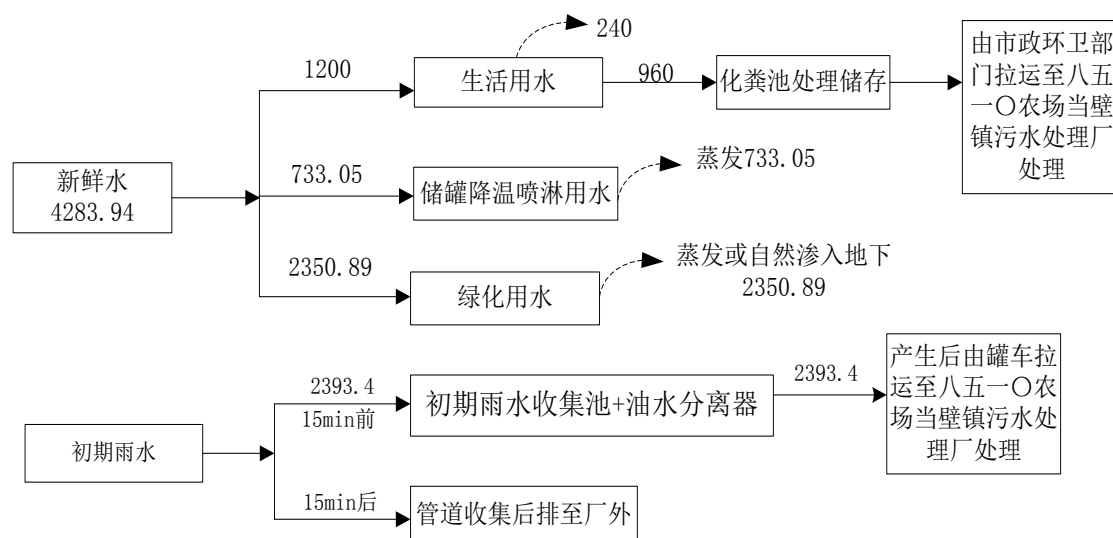 240
1200
生活用水
960
化粪池处理储存
由市政环卫部
门拉运至八五
一〇农场当壁
镇污水处理厂
处理
新鲜水
4283.94
733.05
储罐降温喷淋用水
蒸发733.05
2350.89
绿化用水
蒸发或自然渗入地下
2350.89
初期雨水
2393.4
15min前
初期雨水收集池+油水分离器
2393.4
产生后由罐车拉
运至八五一〇农
场当壁镇污水处
理厂处理
15min后
管道收集后排至厂外